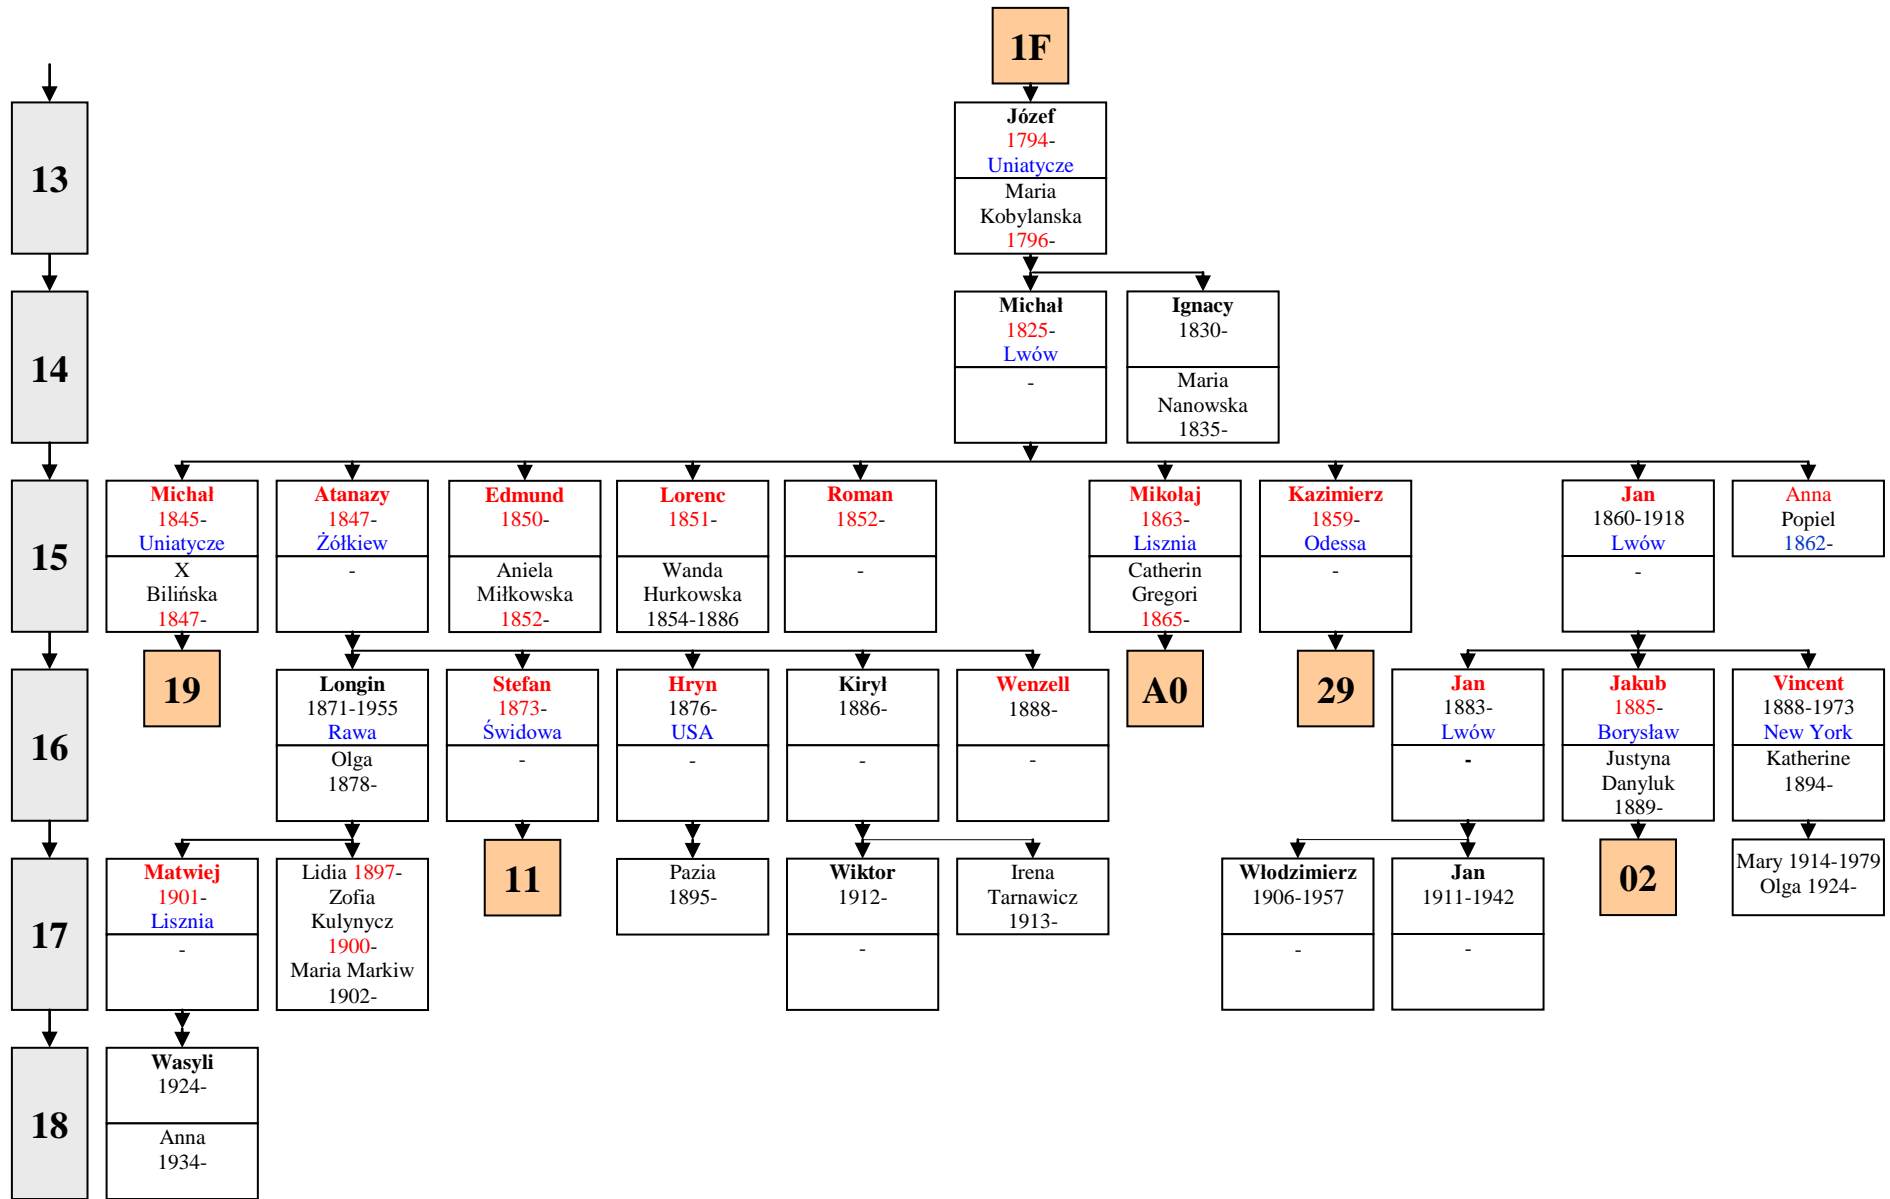 1F
13
Józef
1794-
Uniatycze
Maria
Kobylanska
1796-
14
Michał
1825-
Lwów
-
Ignacy
1830-
Maria
Nanowska
1835-
15
Michał
1845-
Uniatycze
X
Bilińska
1847-
Atanazy
1847-
Żółkiew
-
Edmund
1850-
Aniela
Miłkowska
1852-
Lorenc
1851-
Wanda
Hurkowska
1854-1886
Roman
1852-
-
Mikołaj
1863-
Lisznia
Catherin
Gregori
1865-
Kazimierz
1859-
Odessa
-
Jan
1860-1918
Lwów
-
Anna
Popiel
1862-
16
19
Longin
1871-1955
Rawa
Olga
1878-
Stefan
1873-
Świdowa
-
Hryn
1876-
USA
-
Kirył
1886-
-
Wenzell
1888-
-
A0
29
Jan
1883-
Lwów
-
Jakub
1885-
Borysław
Justyna
Danyluk
1889-
Vincent
1888-1973
New York
Katherine
1894-
17
Matwiej
1901-
Lisznia
-
Lidia 1897-
Zofia
Kulynycz
1900-
Maria Markiw
1902-
11
Pazia
1895-
Wiktor
1912-
-
Irena
Tarnawicz
1913-
Włodzimierz
1906-1957
-
Jan
1911-1942
-
02
Mary 1914-1979
Olga 1924-
18
Wasyli
1924-
Anna
1934-